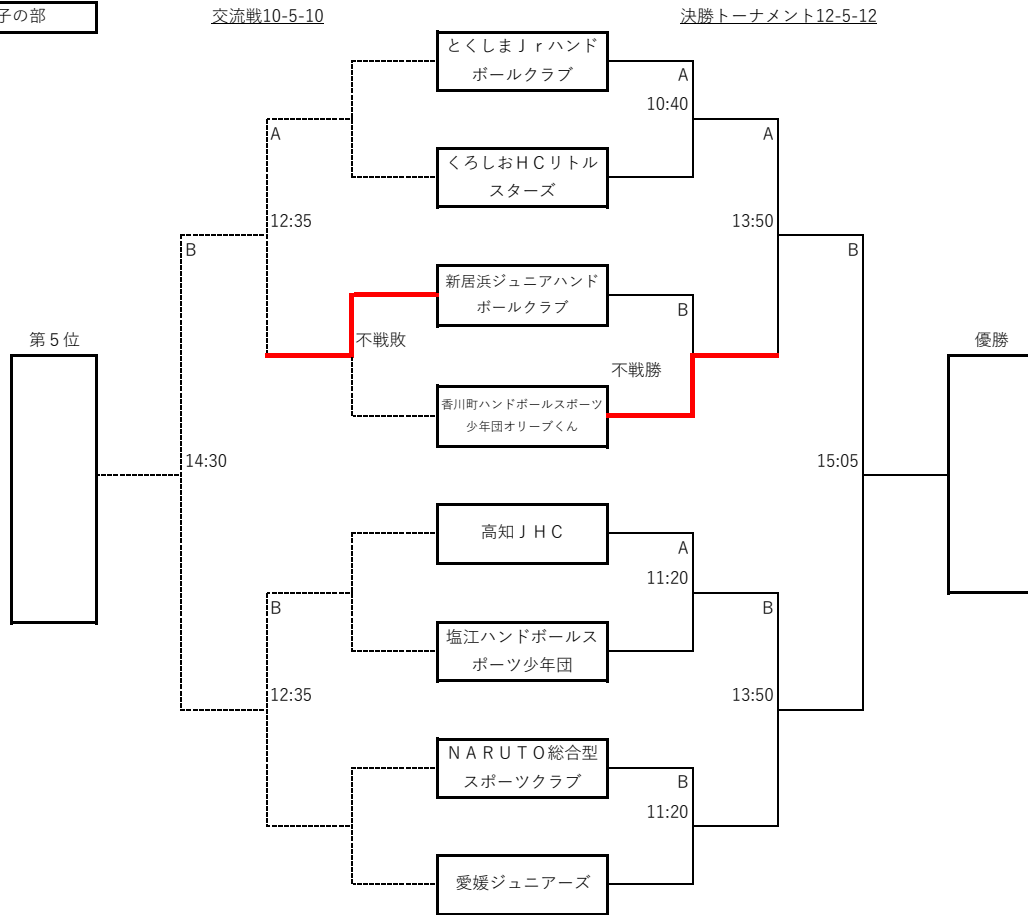 子の部
交流戦10-5-10
決勝トーナメント12-5-12
とくしまＪｒハンド
ボールクラブ
A
10:40
A
A
くろしおＨＣリトル
スターズ
12:35
13:50
B
B
新居浜ジュニアハンド
ボールクラブ
B
第５位
不戦敗
優勝
不戦勝
香川町ハンドボールスポーツ
少年団オリーブくん
14:30
15:05
高知ＪＨＣ
A
11:20
B
B
塩江ハンドボールス
ポーツ少年団
12:35
13:50
ＮＡＲＵＴＯ総合型
スポーツクラブ
B
11:20
愛媛ジュニアーズ